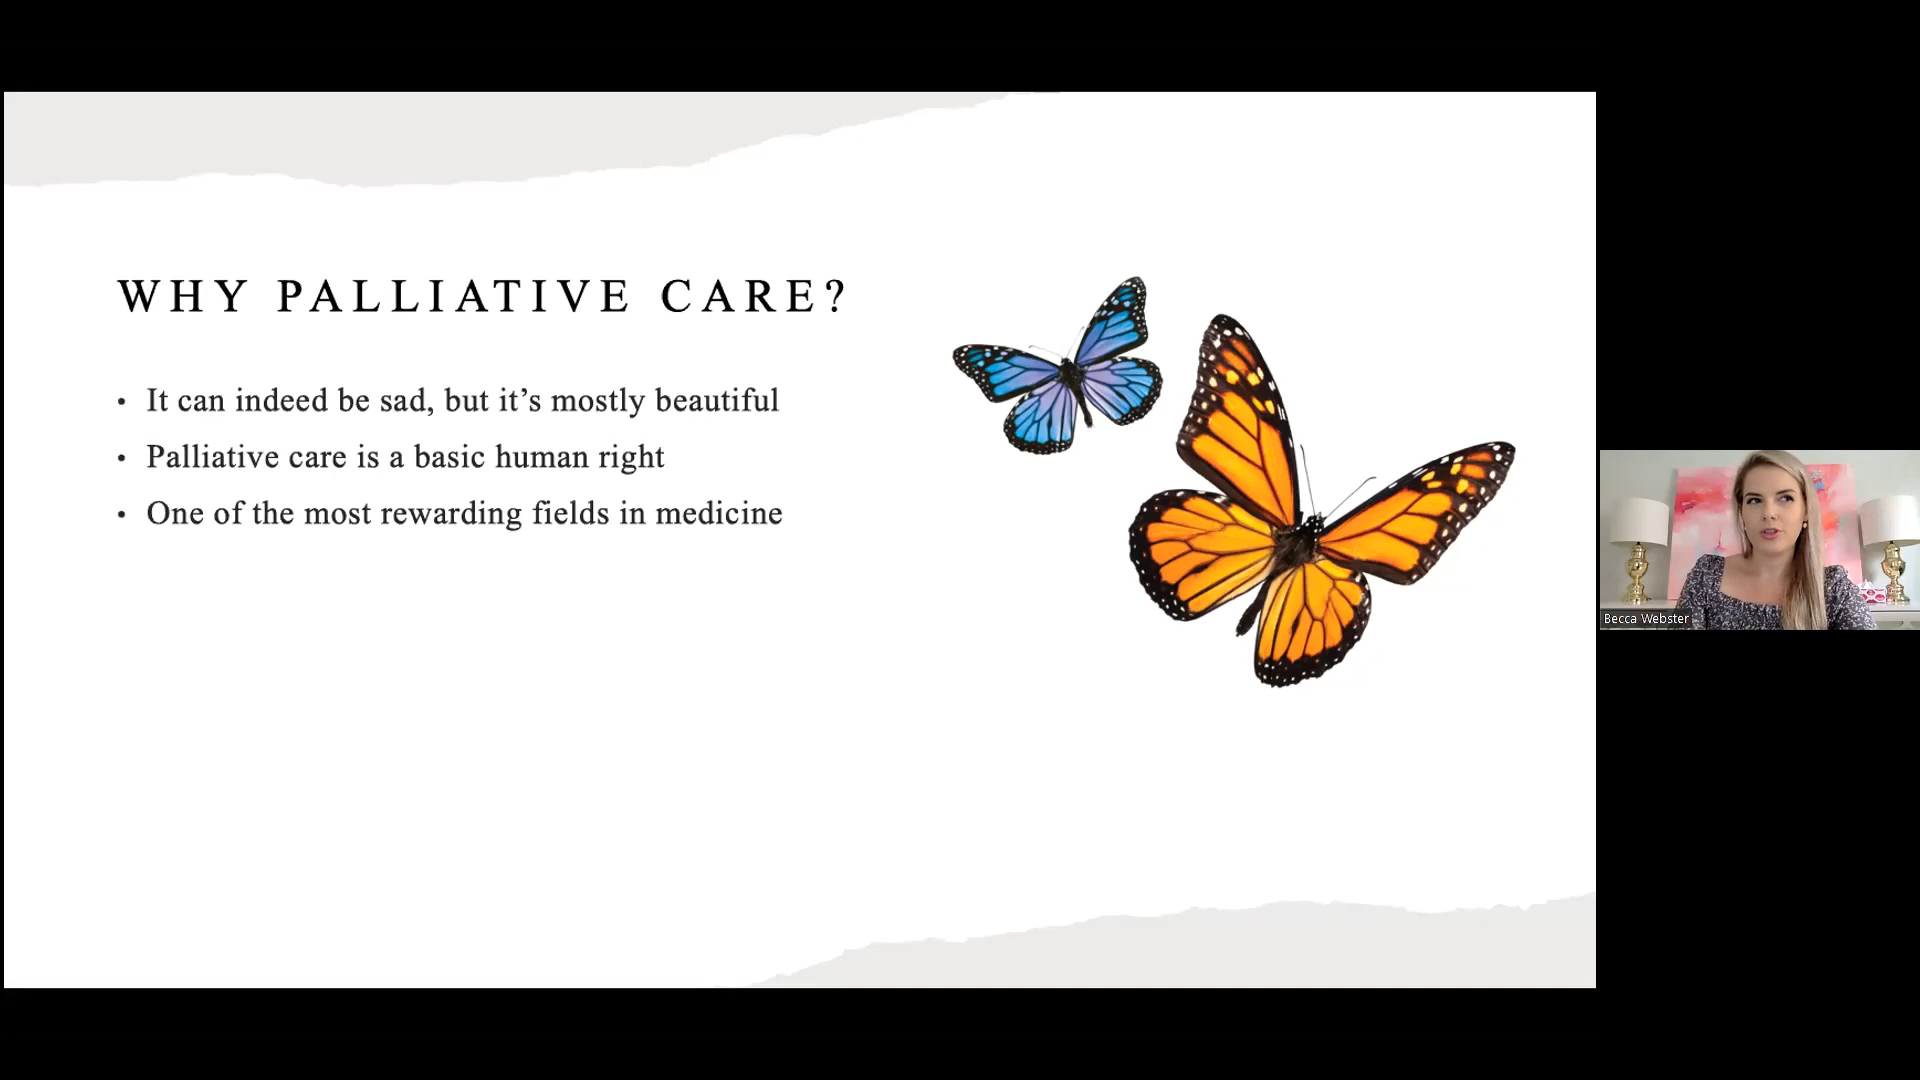 WHY PALLIATIVE CARE?
• It can indeed be sad, but it’s mostly beautiful
• Palliative care is a basic human right
• One of the most rewarding fields in medicine
Becca Webster